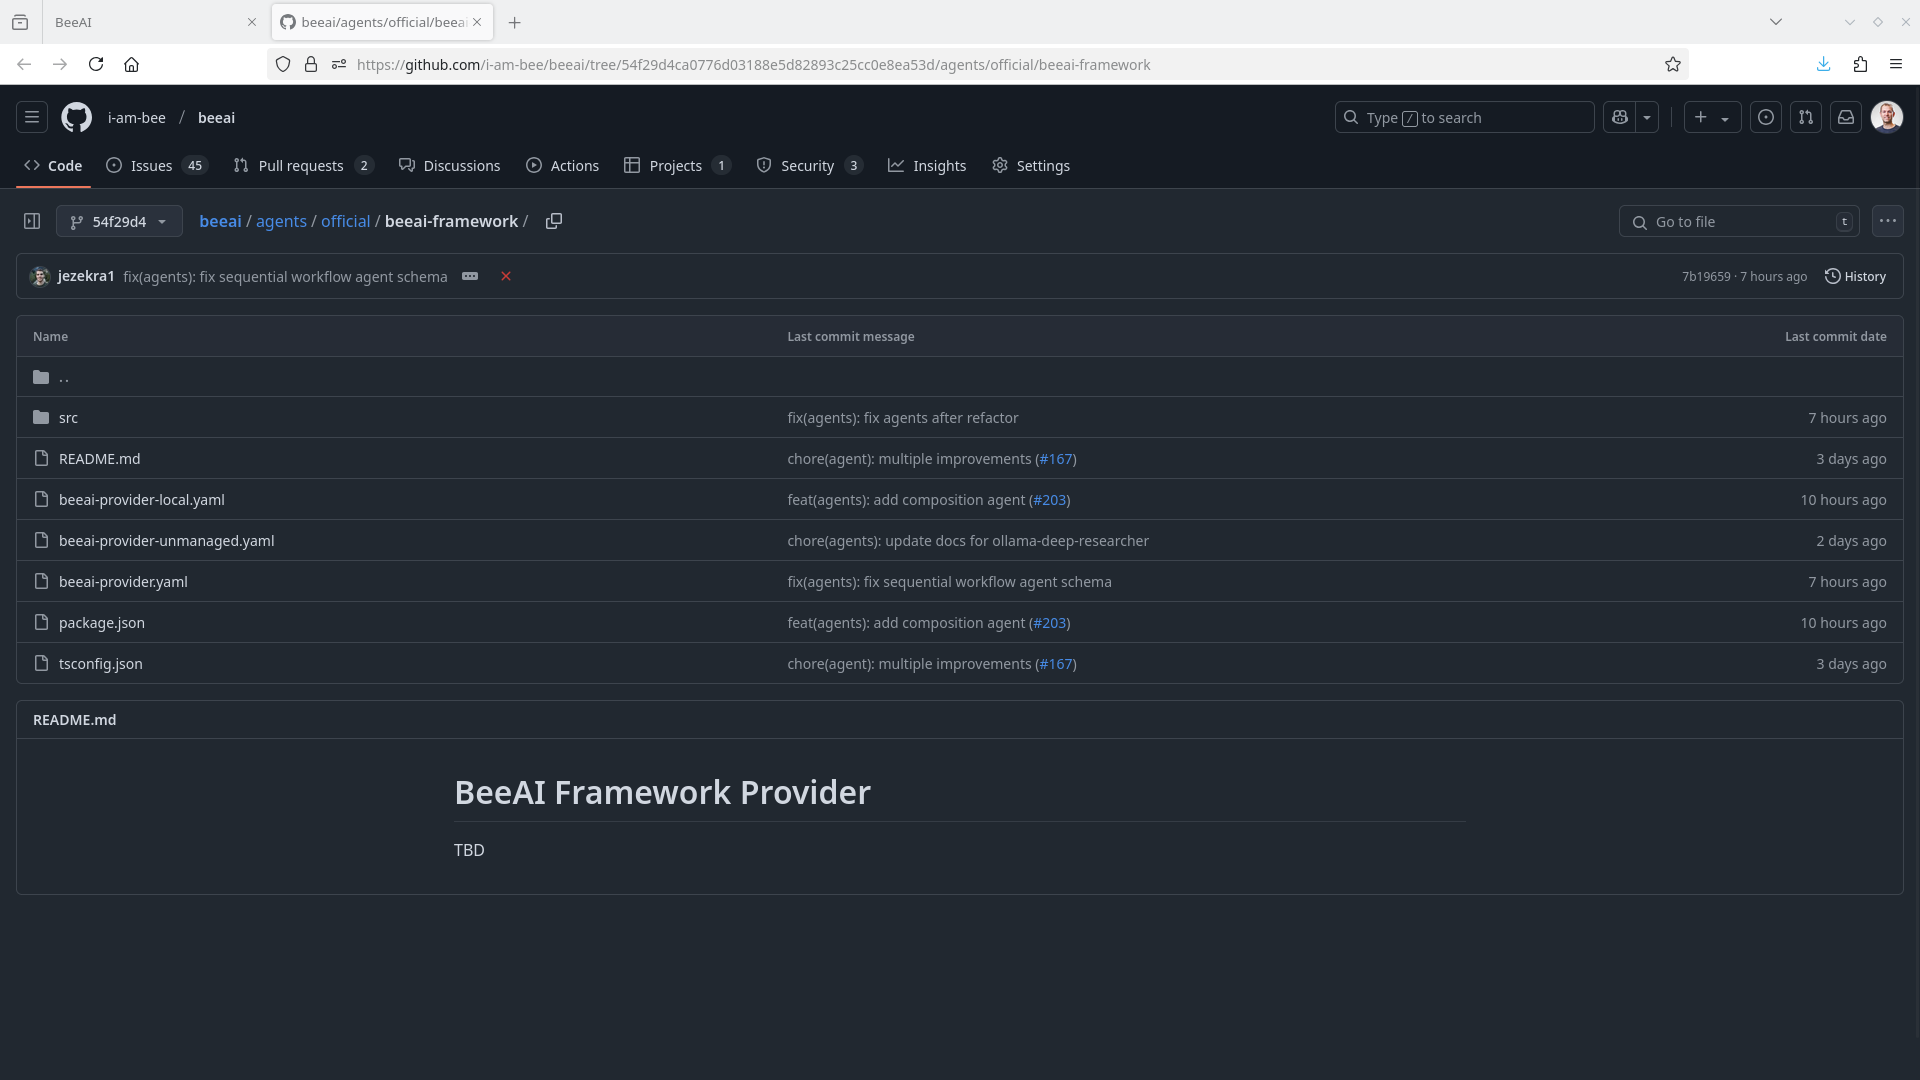 BeeAI
beeai/agents/official/beeai
https://github.com/i-am-bee/beeai/tree/54f29d4ca0776d03188e5d82893c25cc0e8ea53d/agents/official/beeai-framework
i-am-bee / beeai
Type / to search
Code
Issues 45
Pull requests 2
Discussions
Actions
Projects 1
Security 3
Insights
Settings
54f29d4
beeai / agents / official / beeai-framework /
Go to file t
jezekra1 fix(agents): fix sequential workflow agent schema
7b19659 · 7 hours ago
History
Name Last commit message Last commit date
..
src fix(agents): fix agents after refactor 7 hours ago
README.md chore(agent): multiple improvements (#167) 3 days ago
beeai-provider-local.yaml feat(agents): add composition agent (#203) 10 hours ago
beeai-provider-unmanaged.yaml chore(agents): update docs for ollama-deep-researcher 2 days ago
beeai-provider.yaml fix(agents): fix sequential workflow agent schema 7 hours ago
package.json feat(agents): add composition agent (#203) 10 hours ago
tsconfig.json chore(agent): multiple improvements (#167) 3 days ago
README.md
BeeAI Framework Provider
TBD